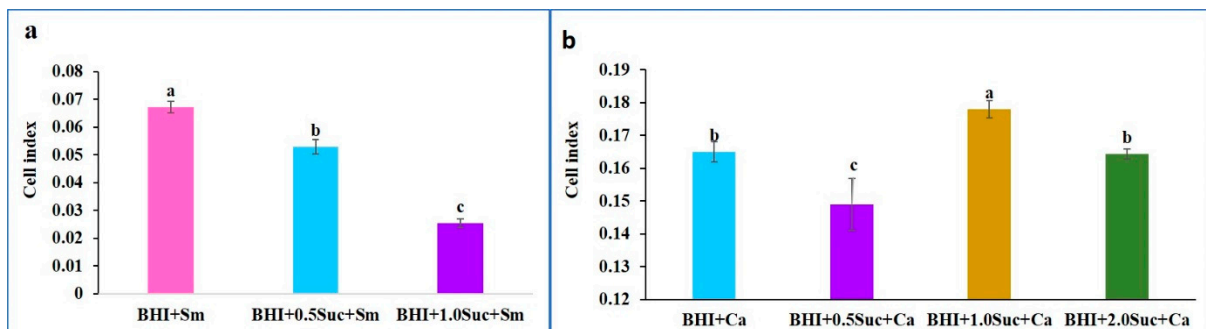 a
0.08
0.07
0.06
0.05
0.04
0.03
0.02
0.01
0
Cell index
a
b
c
BHI+Sm BHI+0.5Suc+Sm BHI+1.0Suc+Sm
b
0.19
0.18
0.17
0.16
0.15
0.14
0.13
0.12
Cell index
b
c
a
b
BHI+Ca BHI+0.5Suc+Ca BHI+1.0Suc+Ca BHI+2.0Suc+Ca